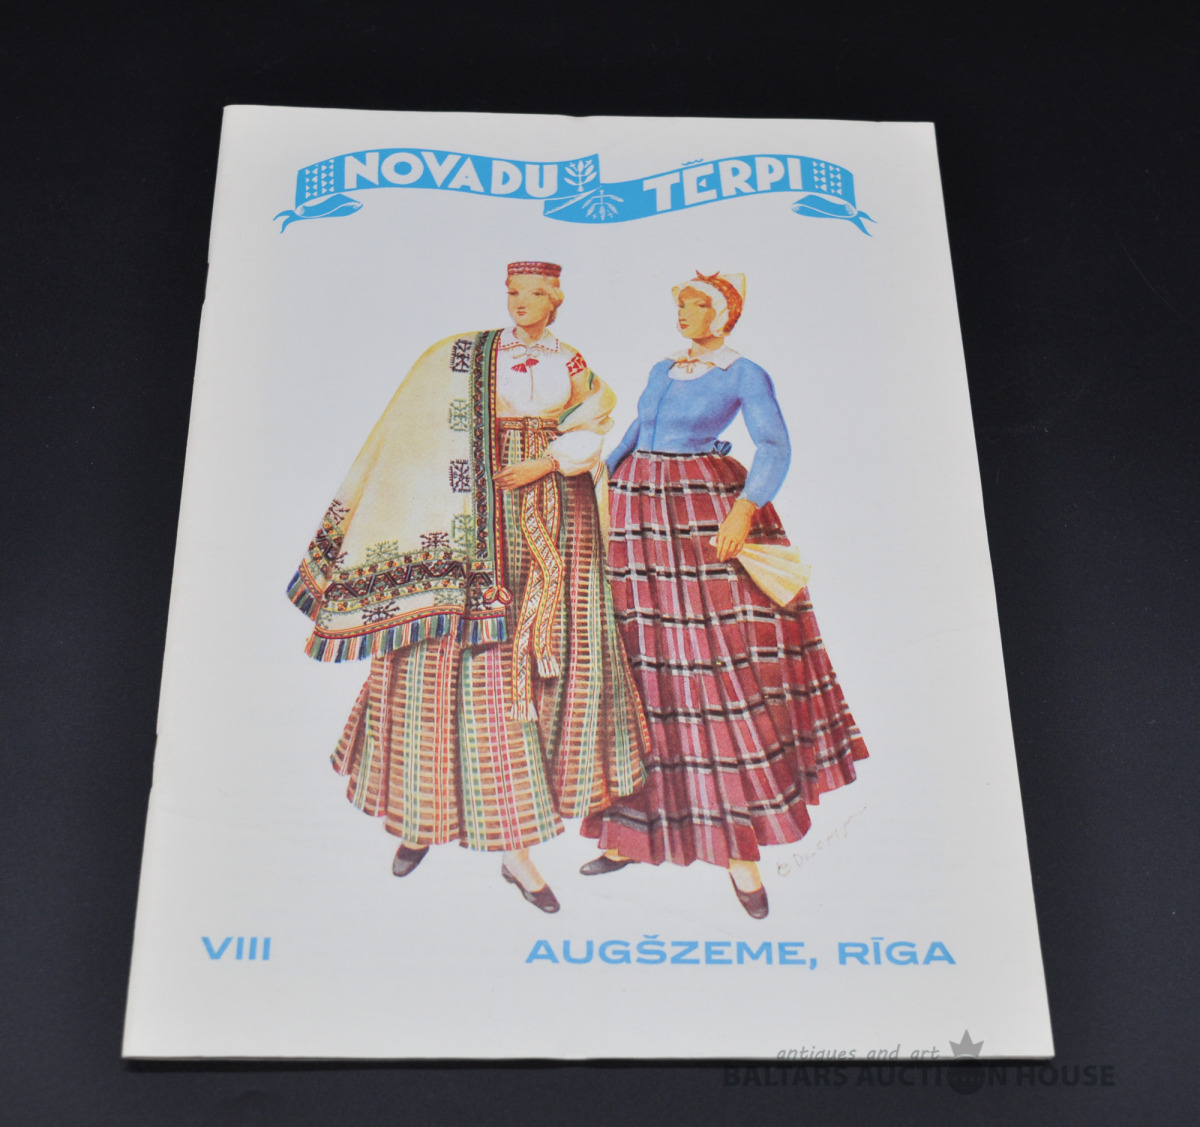 NOVADU TĒRPI
VIII
AUGŠZEME, RĪGA
antiques and art
BALTARS AUCTION HOUSE